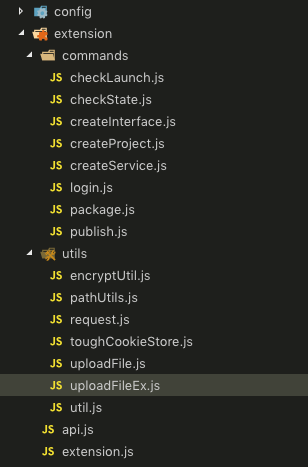 config
extension
commands
JS checkLaunch.js
JS checkState.js
JS createInterface.js
JS createProject.js
JS createService.js
JS login.js
JS package.js
JS publish.js
utils
JS encryptUtil.js
JS pathUtils.js
JS request.js
JS toughCookieStore.js
JS uploadFile.js
JS uploadFileEx.js
JS util.js
JS api.js
JS extension.js